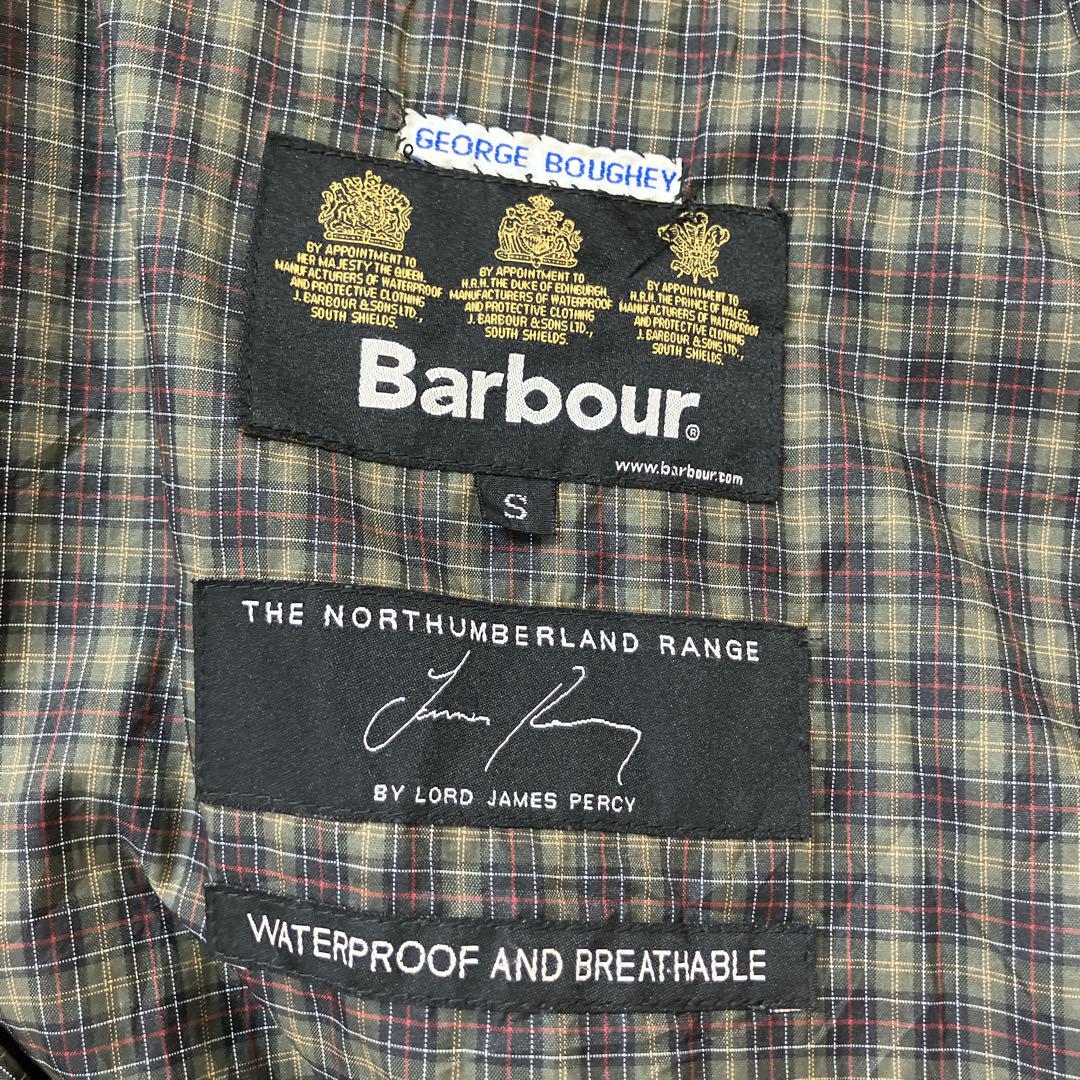 GEORGE BOUGHEY
BY APPOINTMENT TO
HER MAJESTY THE QUEEN.
MANUFACTURERS OF WATERPROOF
AND PROTECTIVE CLOTHING
J. BARBOUR & SONS LTD.,
SOUTH SHIELDS.
BY APPOINTMENT TO
H.R.H. THE DUKE OF EDINBURGH.
MANUFACTURERS OF WATERPROOF
AND PROTECTIVE CLOTHING
J. BARBOUR & SONS LTD.,
SOUTH SHIELDS.
BY APPOINTMENT TO
H.R.H. THE PRINCE OF WALES.
MANUFACTURERS OF WATERPROOF
AND PROTECTIVE CLOTHING
J. BARBOUR & SONS LTD.,
SOUTH SHIELDS.
Barbour®
www.barbour.com
S
THE NORTHUMBERLAND RANGE
James Percy
BY LORD JAMES PERCY
WATERPROOF AND BREATHABLE